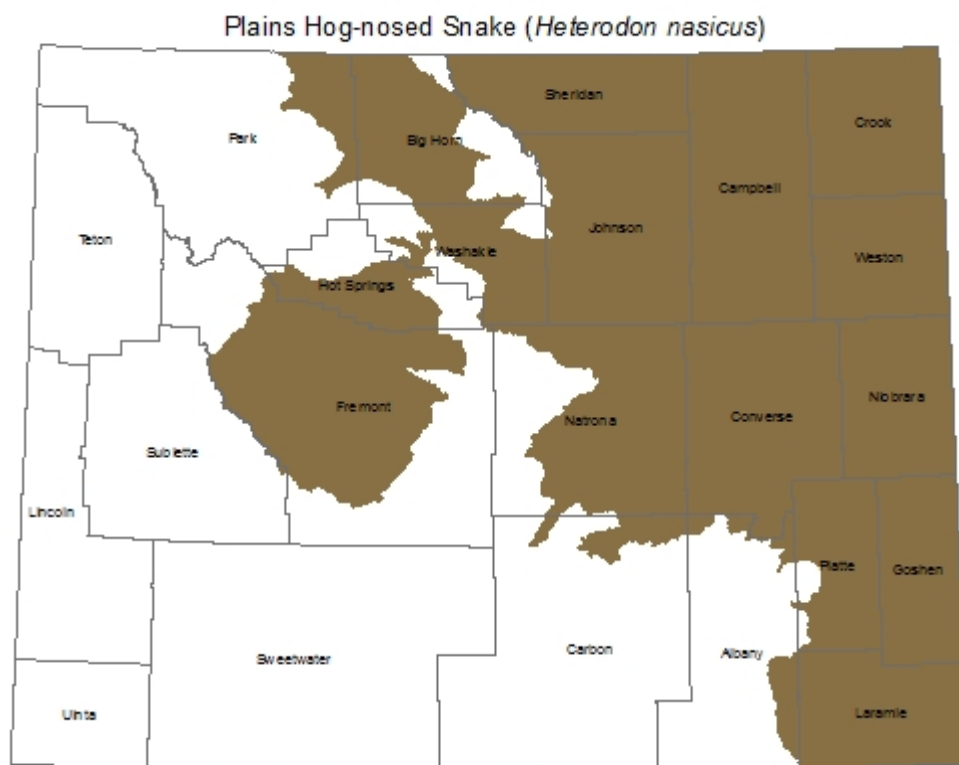 Plains Hog-nosed Snake (Heterodon nasicus)
Sheridan
Crook
Park
Big Horn
Campbell
Teton
Johnson
Washakie
Weston
Hot Springs
Fremont
Niobrara
Natrona
Converse
Sublette
Lincoln
Platte
Goshen
Sweetwater
Carbon
Albany
Uinta
Laramie